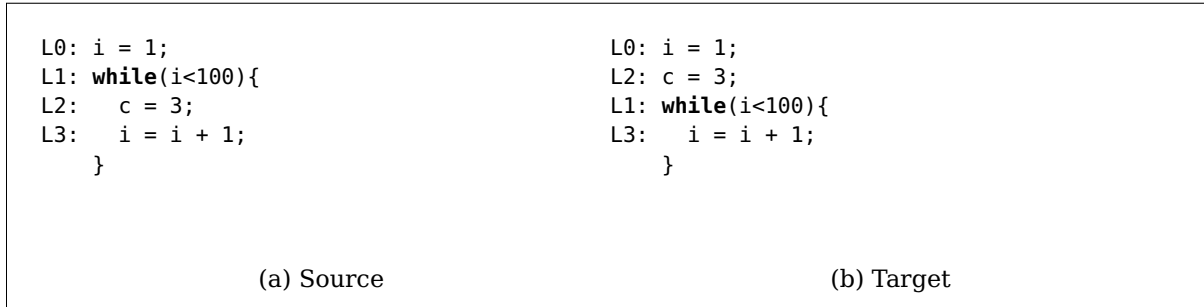 L0: i = 1;
L1: while(i<100){
L2:   c = 3;
L3:   i = i + 1;
    }
(a) Source
L0: i = 1;
L2: c = 3;
L1: while(i<100){
L3:   i = i + 1;
    }
(b) Target